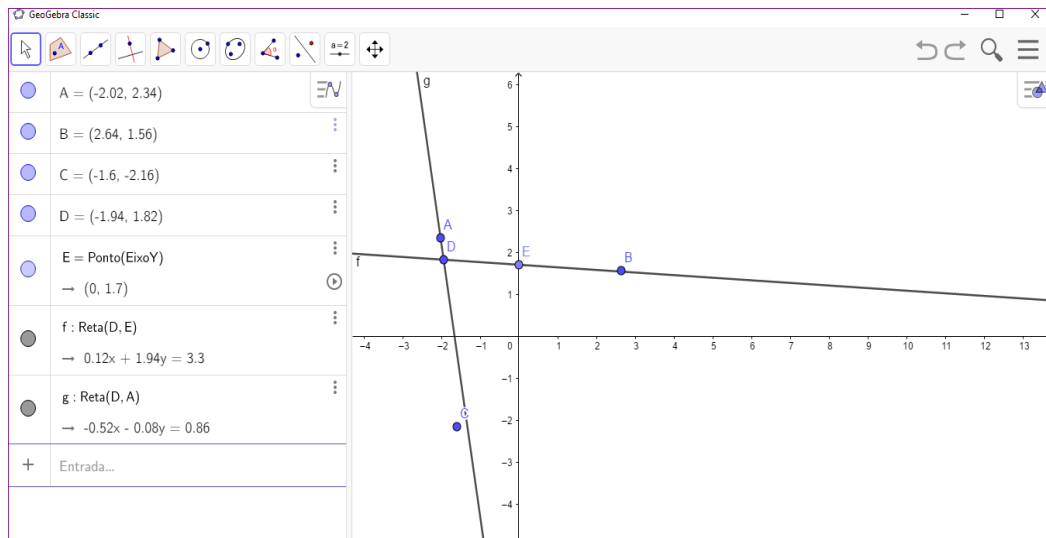 GeoGebra Classic
a=2
A = (-2.02, 2.34)
B = (2.64, 1.56)
C = (-1.6, -2.16)
D = (-1.94, 1.82)
E = Ponto(EixoY)
→ (0, 1.7)
f : Reta(D, E)
→ 0.12x + 1.94y = 3.3
g : Reta(D, A)
→ -0.52x - 0.08y = 0.86
+ Entrada...
g
6
5
4
3
A
2
D
E
B
f
1
-4 -3 -2 -1 0 1 2 3 4 5 6 7 8 9 10 11 12 13
-1
C
-2
-3
-4